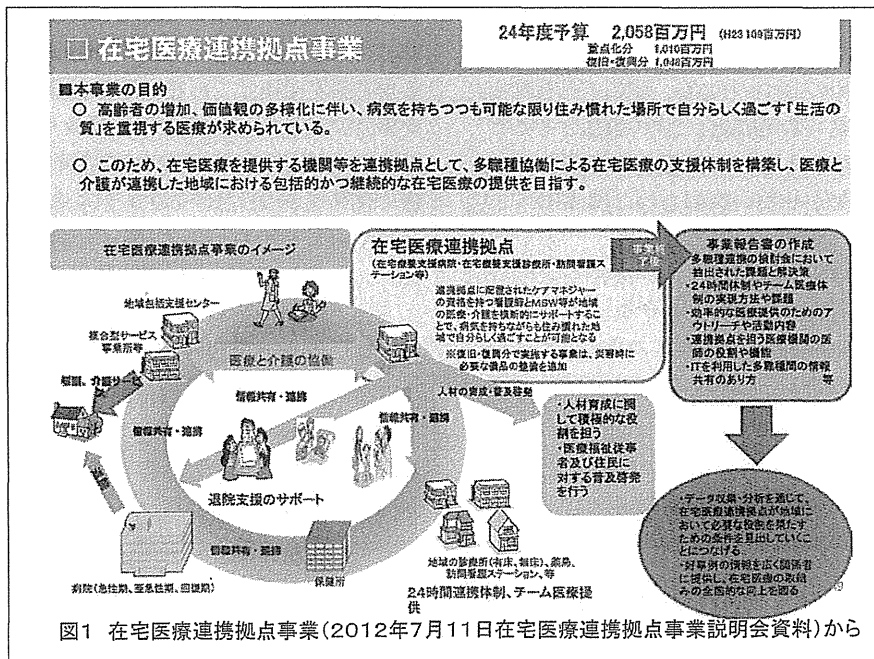 □ 在宅医療連携拠点事業
24年度予算 2,058百万円 (H23 109百万円)
重点化分 1,010百万円
復旧・復興分 1,048百万円
■本事業の目的
○ 高齢者の増加、価値観の多様化に伴い、病気を持ちつつも可能な限り住み慣れた場所で自分らしく過ごす「生活の
質」を重視する医療が求められている。
○ このため、在宅医療を提供する機関等を連携拠点として、多職種協働による在宅医療の支援体制を構築し、医療と
介護が連携した地域における包括的かつ継続的な在宅医療の提供を目指す。
在宅医療連携拠点事業のイメージ
地域包括支援センター
複合型サービス
事業所等
看護、介護サービス
医療と介護の協働
情報共有・連携
情報共有・連携
情報共有・連携
退院支援のサポート
情報共有・連携
情報共有・連携
病院(急性期、亜急性期、回復期)
保健所
在宅医療連携拠点
(在宅療養支援病院・在宅療養支援診療所・訪問看護ス
テーション等)
連携拠点に配置されたケアマネジャー
の資格を持つ看護師とMSW等が地域
の医療・介護を横断的にサポートするこ
とで、病気を持ちながらも住み慣れた地
域で自分らしく過ごすことが可能となる
※復旧・復興分で実施する事業は、災害時に
必要な備品の整備を追加
人材の育成・普及啓発
・人材育成に関
して積極的な役
割を担う
・医療福祉従事
者及び住民に
対する普及啓発
を行う
地域の診療所(有床、無床)、薬局、
訪問看護ステーション、等
24時間連携体制、チーム医療提
供
事業報告書の作成
・多職種連携の検討会において
抽出された課題と解決策
・24時間体制やチーム医療体
制の実現方法や課題
・効率的な医療提供のためのア
ウトリーチや活動内容
・連携拠点を担う医療機関の医
師の役割や機能
・ITを利用した多職種間の情報
共有のあり方 等
・データ収集・分析を通じて、
在宅医療連携拠点が地域に
おいて必要な役割を果たす
ための条件を見出していくこ
とにつなげる
・好事例の情報を広く関係者
に提供し、在宅医療の取組
みの全国的な向上を図る
図1 在宅医療連携拠点事業(2012年7月11日在宅医療連携拠点事業説明会資料)から